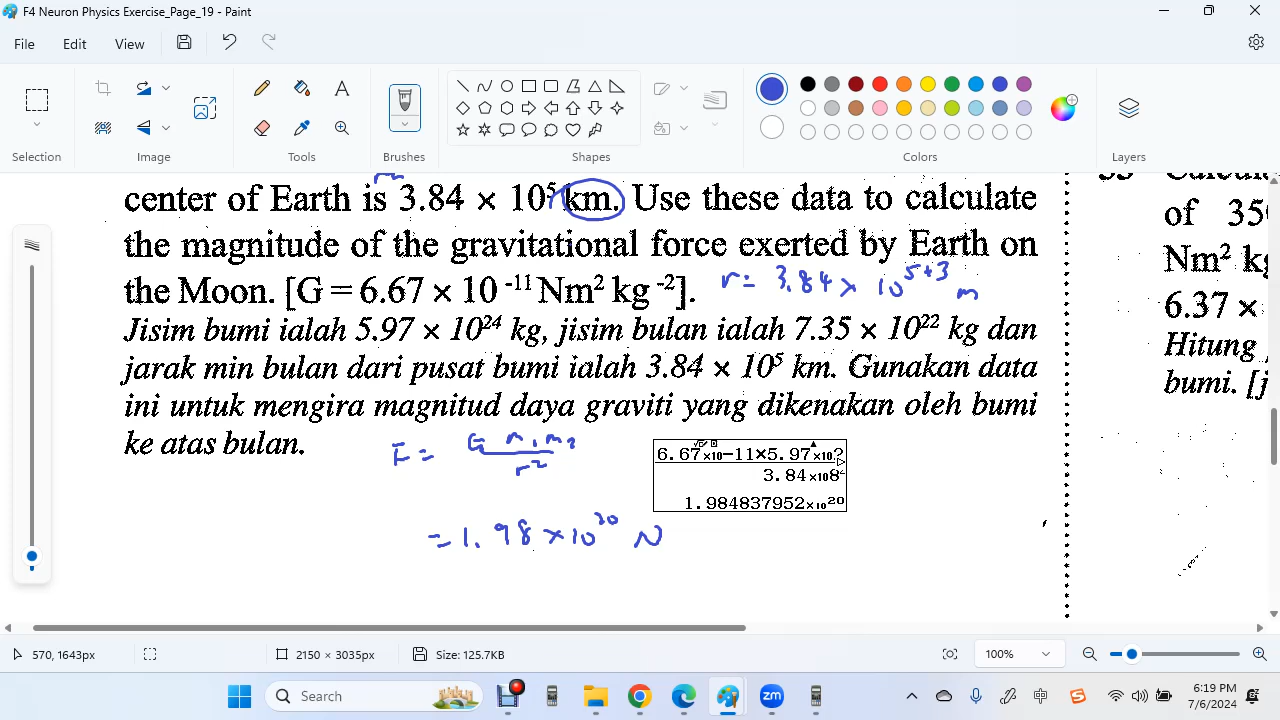 F4 Neuron Physics Exercise_Page_19 - Paint
File Edit View
Selection Image Tools Brushes Shapes Colors Layers
center of Earth is 3.84 × 10⁵ km. Use these data to calculate
the magnitude of the gravitational force exerted by Earth on
the Moon. [G = 6.67 × 10 ⁻¹¹ Nm² kg ⁻²].
r = 3.84 × 10⁵⁺³ m
Jisim bumi ialah 5.97 × 10²⁴ kg, jisim bulan ialah 7.35 × 10²² kg dan
jarak min bulan dari pusat bumi ialah 3.84 × 10⁵ km. Gunakan data
ini untuk mengira magnitud daya graviti yang dikenakan oleh bumi
ke atas bulan.
F = G m₁m₂
r²
6.67×10-11×5.97×10
3.84×108
1.984837952×10²⁰
= 1.98 × 10²⁰ N
of 350
Nm² kg
6.37 ×
Hitung
bumi. [j
570, 1643px 2150 × 3035px Size: 125.7KB 100%
Search
zm
中
6:19 PM
7/6/2024